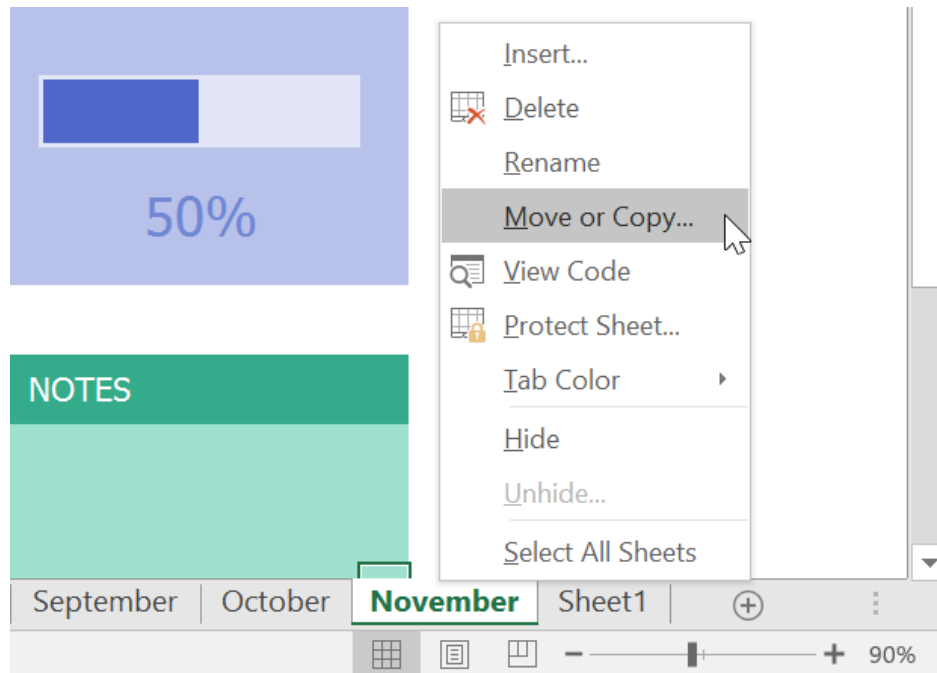 50%
NOTES
Insert...
Delete
Rename
Move or Copy...
View Code
Protect Sheet...
Tab Color
Hide
Unhide...
Select All Sheets
September October November Sheet1
90%